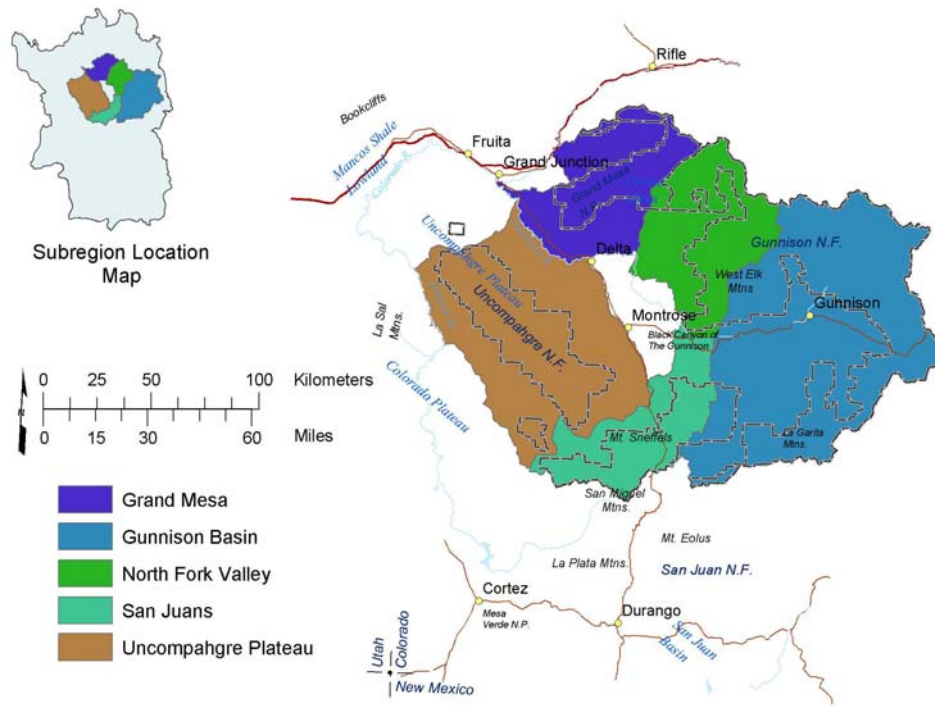 Subregion Location
Map
Rifle
Bookcliffs
Fruita
Mancos Shale
Lowland
Grand Junction
Colorado R.
Grand Mesa
N.F.
Uncompahgre Plateau
Delta
Gunnison N.F.
West Elk
Mtns
La Sal
Mtns.
Uncompahgre N.F.
Montrose
Gunnison
Black Canyon of
The Gunnison
Colorado Plateau
0 25 50 100 Kilometers
0 15 30 60 Miles
N
Mt. Sneffels
La Garita
Mtns.
San Miguel
Mtns.
Grand Mesa
Gunnison Basin
North Fork Valley
San Juans
Uncompahgre Plateau
Mt. Eolus
La Plata Mtns.
San Juan N.F.
Cortez
Mesa
Verde N.P.
Durango
San Juan
Basin
Utah
Colorado
New Mexico